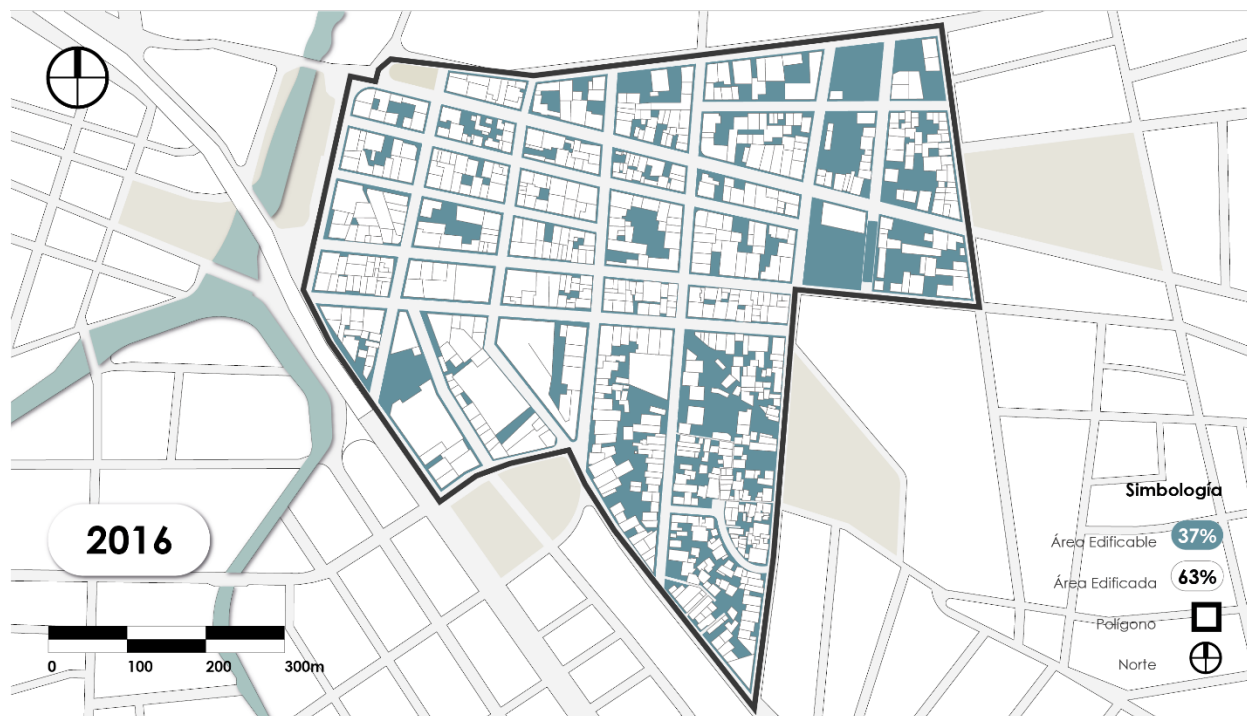 2016
0 100 200 300m
Simbología
Área Edificable 37%
Área Edificada 63%
Polígono
Norte